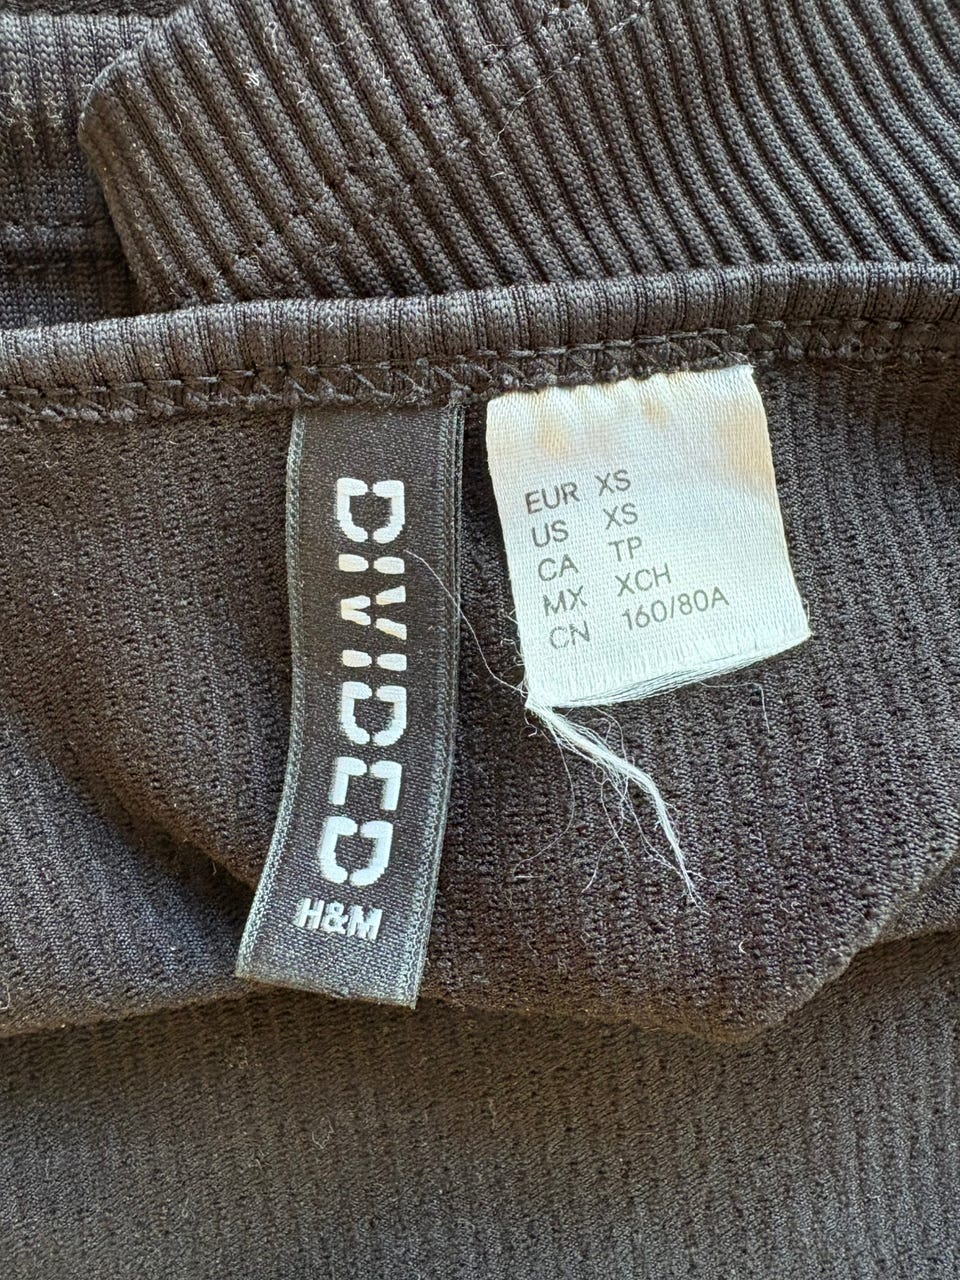 DIVIDED
H&M
EUR XS
US XS
CA TP
MX XCH
CN 160/80A